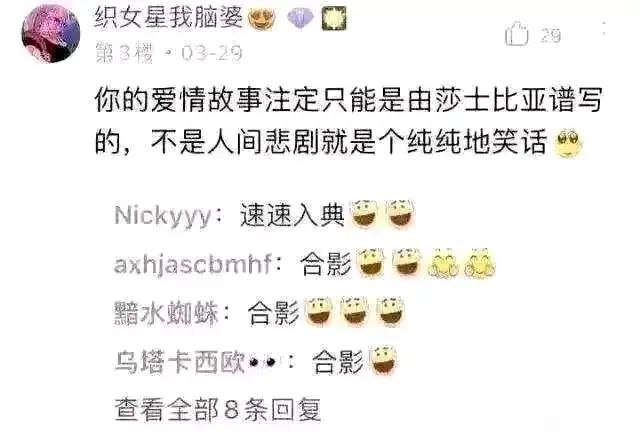 织女星我脑婆
第3楼·03-29
29
你的爱情故事注定只能是由莎士比亚谱写
的，不是人间悲剧就是个纯纯地笑话
Nickyyy：速速入典
axhjascbmhf：合影
黯水蜘蛛：合影
乌塔卡西欧••：合影
查看全部8条回复